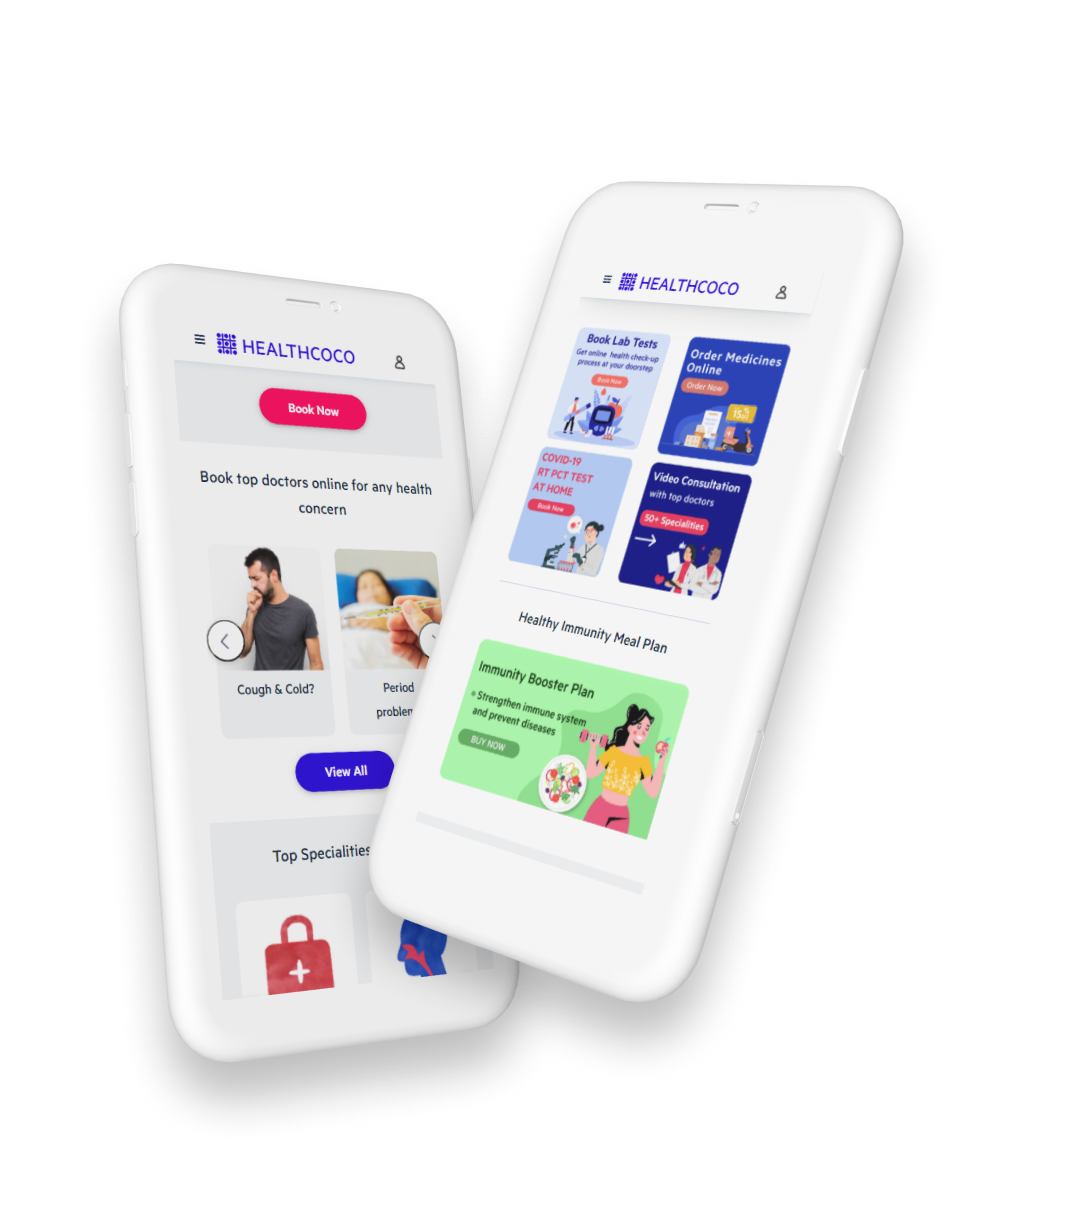 HEALTHCOCO
Book Now
Book top doctors online for any health
concern
Cough & Cold?
Period
View All
Top Specialities
HEALTHCOCO
Book Lab Tests
Get online health check-up
process at your doorstep
Book Now
Order Medicines
Online
Order Now
15%
COVID-19
RT PCT TEST
AT HOME
Book Now
Video Consultation
with top doctors
50+ Specialities
Healthy Immunity Meal Plan
Immunity Booster Plan
• Strengthen immune system
and prevent diseases
BUY NOW